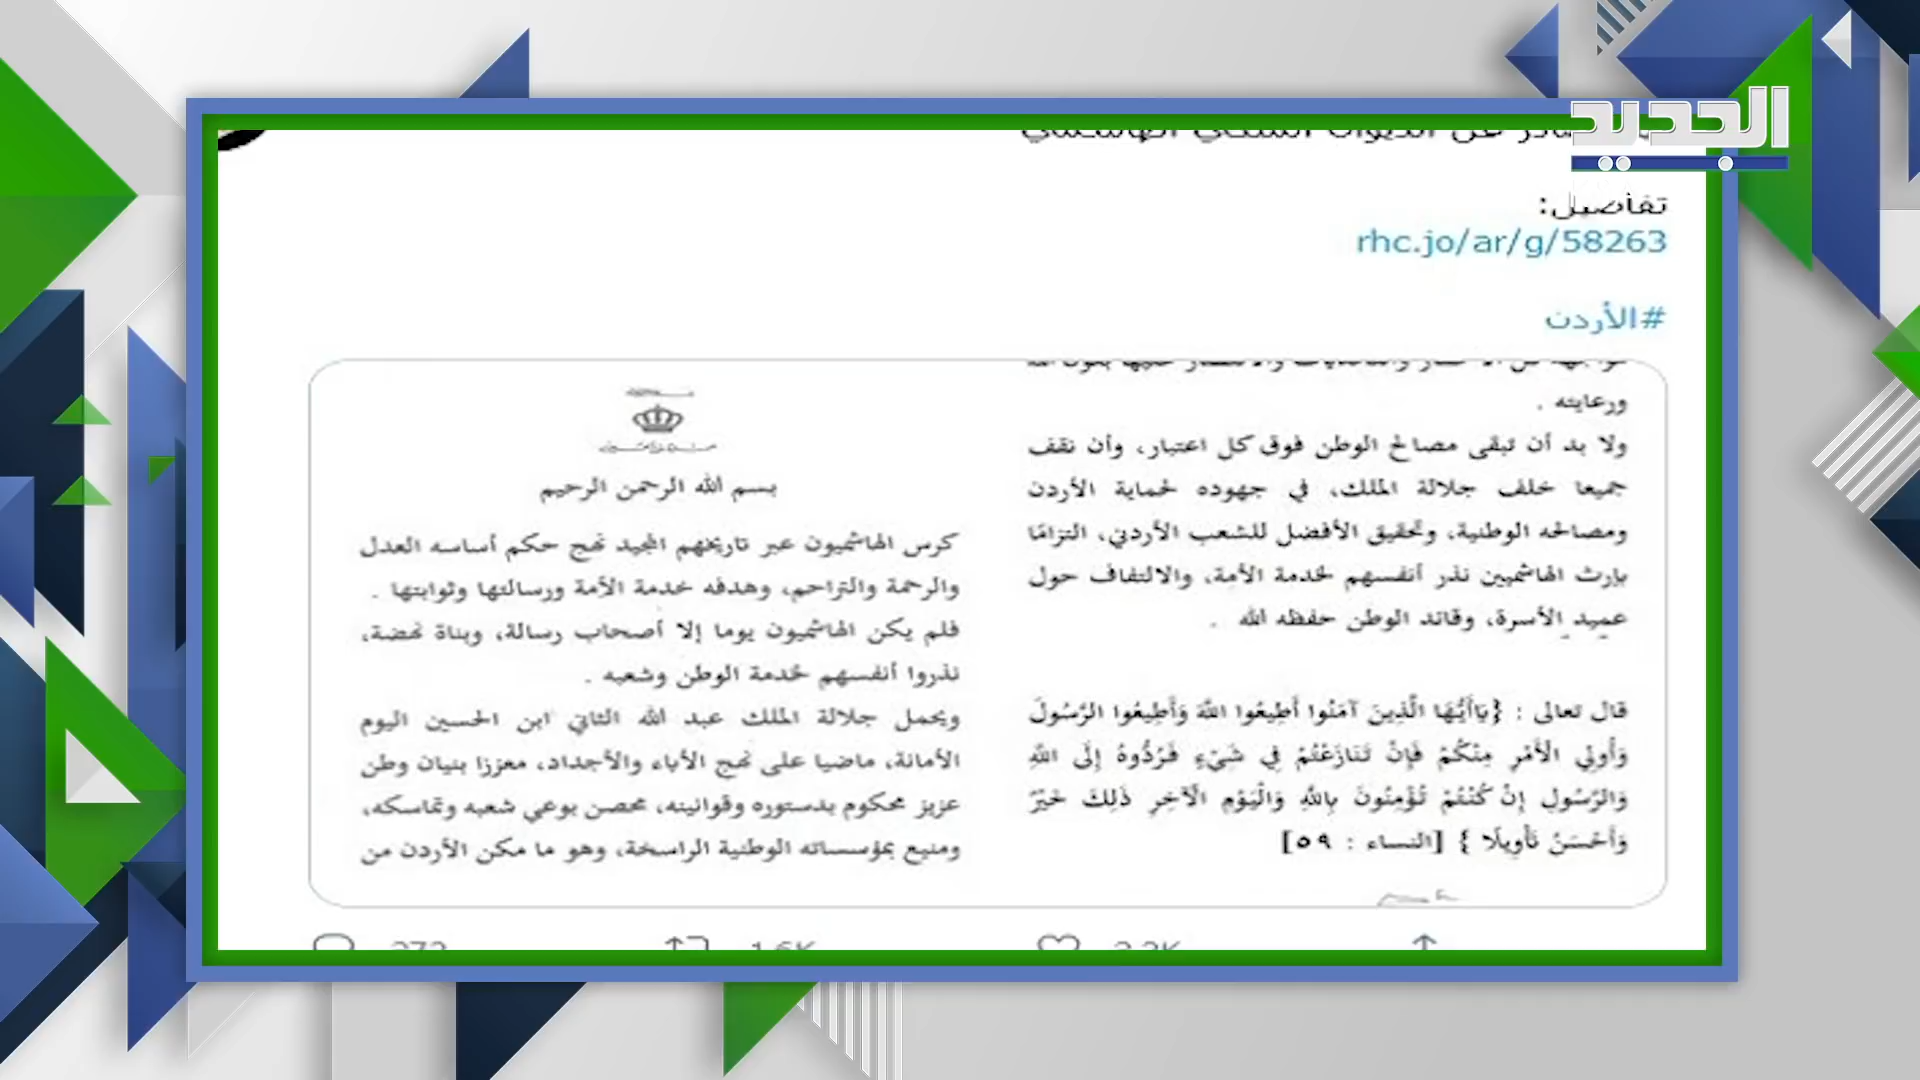 الجديد
عن الديوان الملكي الهاشمي
تفاصيل:
rhc.jo/ar/g/58263
#الأردن
بسم الله الرحمن الرحيم
كرس الهاشميون عبر تاريخهم المجيد نهج حكم أساسه العدل
والرحمة والتراحم، وهدفه خدمة الأمة ورسالتها وثوابتها .
فلم يكن الهاشميون يوما إلا أصحاب رسالة، وبناة نهضة،
نذروا أنفسهم لخدمة الوطن وشعبه .
ويحمل جلالة الملك عبد الله الثاني ابن الحسين اليوم
الأمانة، ماضيا على نهج الأباء والأجداد، معززا بنيان وطن
عزيز محكوم بدستوره وقوانينه، محصن بوعي شعبه وتماسكه،
ومنيع بمؤسساته الوطنية الراسخة، وهو ما مكن الأردن من
ورعايته .
ولا بد أن تبقى مصالح الوطن فوق كل اعتبار، وأن نقف
جميعا خلف جلالة الملك، في جهوده لحماية الأردن
ومصالحه الوطنية، وتحقيق الأفضل للشعب الأردني، التزامًا
بإرث الهاشميين نذر أنفسهم لخدمة الأمة، والالتفاف حول
عميد الأسرة، وقائد الوطن حفظه الله .
قال تعالى : {يَاأَيُّهَا الَّذِينَ آمَنُوا أَطِيعُوا اللَّهَ وَأَطِيعُوا الرَّسُولَ
وَأُولِي الْأَمْرِ مِنْكُمْ فَإِنْ تَنَازَعْتُمْ فِي شَيْءٍ فَرُدُّوهُ إِلَى اللَّهِ
وَالرَّسُولِ إِنْ كُنْتُمْ تُؤْمِنُونَ بِاللَّهِ وَالْيَوْمِ الْآخِرِ ذَلِكَ خَيْرٌ
وَأَحْسَنُ تَأْوِيلًا } [النساء : ٥٩]